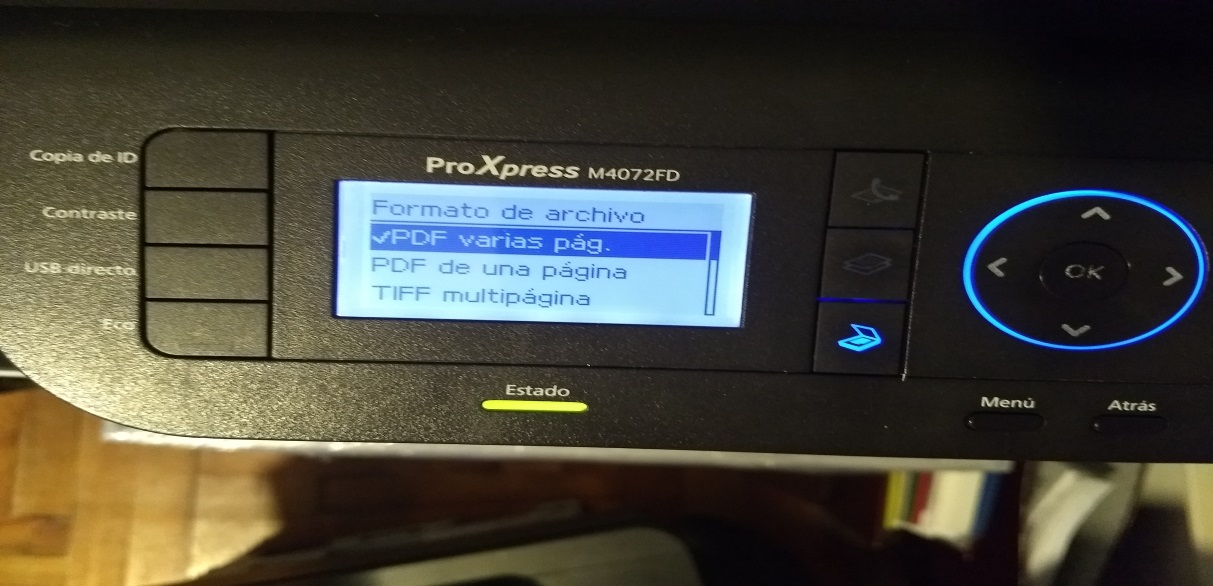 Copia de ID
Contraste
USB directo
Eco
ProXpress M4072FD
Formato de archivo
✓PDF varias pág.
PDF de una página
TIFF multipágina
Estado
OK
Menú
Atrás